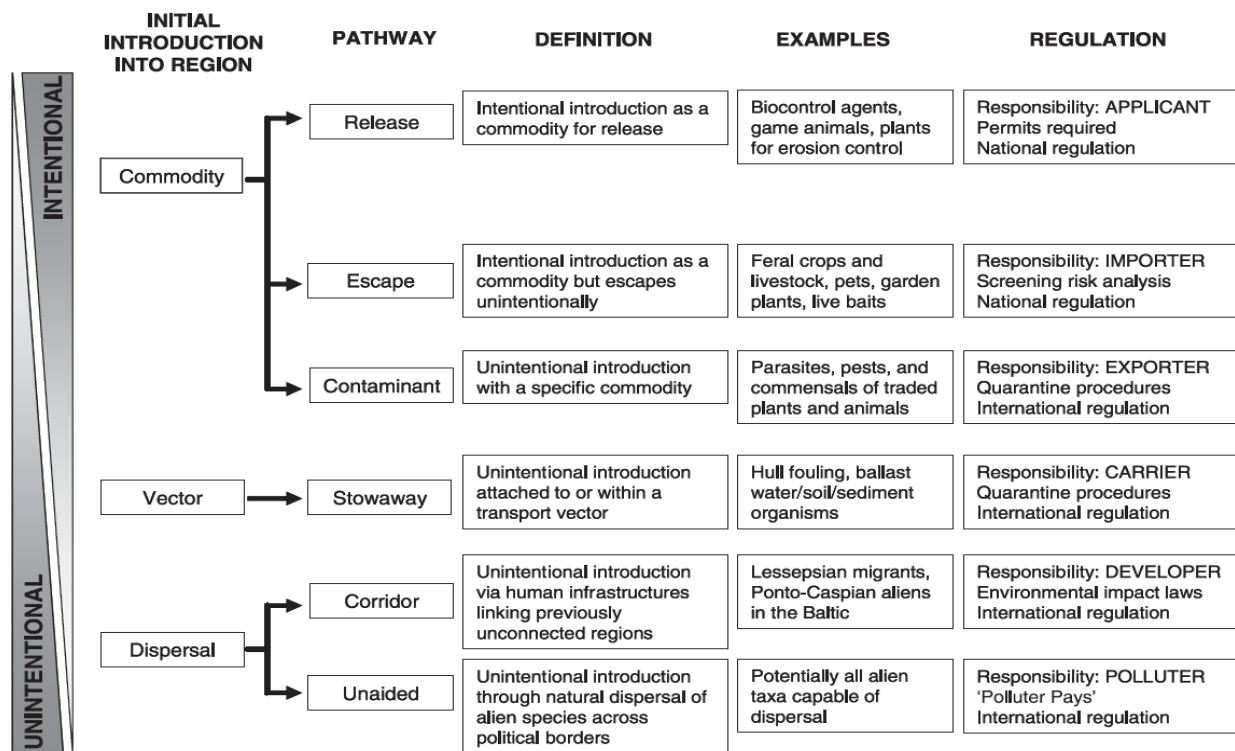 INITIAL
INTRODUCTION
INTO REGION
PATHWAY
DEFINITION
EXAMPLES
REGULATION
INTENTIONAL
UNINTENTIONAL
Commodity
Release
Intentional introduction as a
commodity for release
Biocontrol agents,
game animals, plants
for erosion control
Responsibility: APPLICANT
Permits required
National regulation
Escape
Intentional introduction as a
commodity but escapes
unintentionally
Feral crops and
livestock, pets, garden
plants, live baits
Responsibility: IMPORTER
Screening risk analysis
National regulation
Contaminant
Unintentional introduction
with a specific commodity
Parasites, pests, and
commensals of traded
plants and animals
Responsibility: EXPORTER
Quarantine procedures
International regulation
Vector
Stowaway
Unintentional introduction
attached to or within a
transport vector
Hull fouling, ballast
water/soil/sediment
organisms
Responsibility: CARRIER
Quarantine procedures
International regulation
Dispersal
Corridor
Unintentional introduction
via human infrastructures
linking previously
unconnected regions
Lessepsian migrants,
Ponto-Caspian aliens
in the Baltic
Responsibility: DEVELOPER
Environmental impact laws
International regulation
Unaided
Unintentional introduction
through natural dispersal of
alien species across
political borders
Potentially all alien
taxa capable of
dispersal
Responsibility: POLLUTER
'Polluter Pays'
International regulation